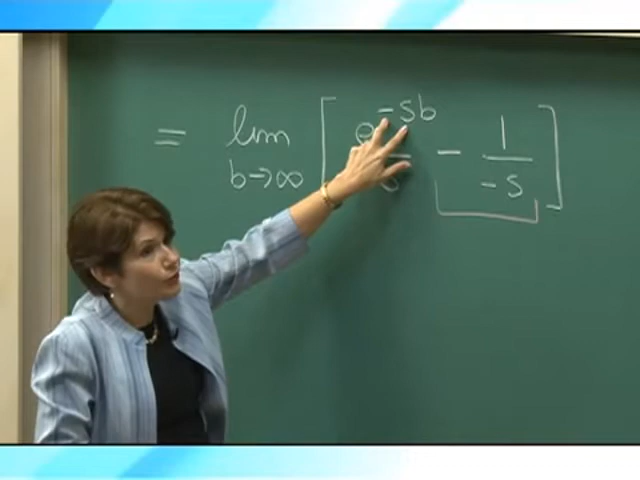 = lim b→∞ [ e^-sb / s - 1 / -s ]